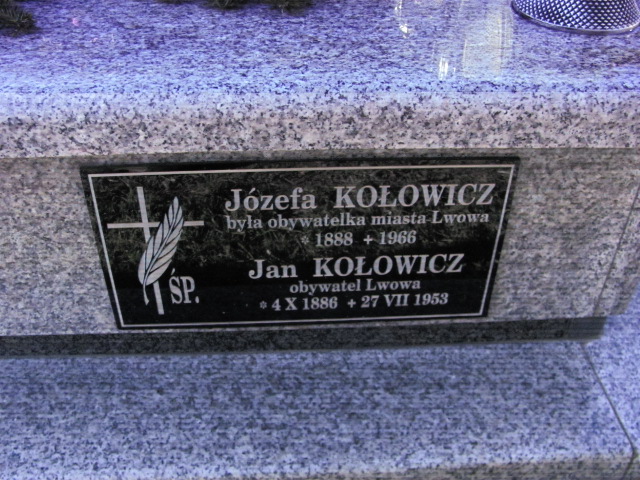 Józefa KOŁOWICZ
była obywatelka miasta Lwowa
* 1888 + 1966
Jan KOŁOWICZ
obywatel Lwowa
* 4 X 1886 + 27 VII 1953
ŚP.